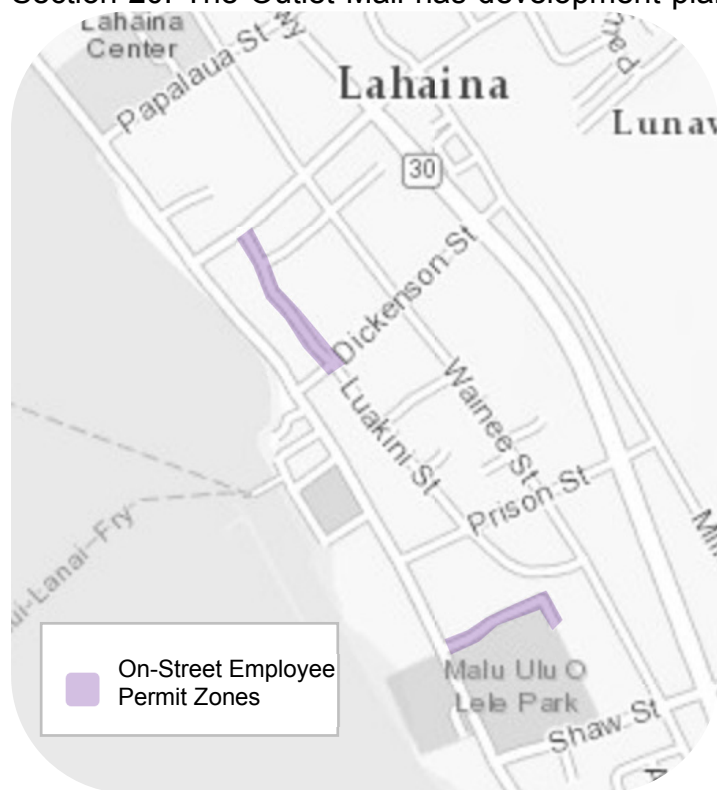 Lahaina
Center
Papalaua St
Lahaina
30
Dickenson St
Luakini St
Wainee St
Prison St
On-Street Employee
Permit Zones
Malu Ulu O
Lele Park
Shaw St